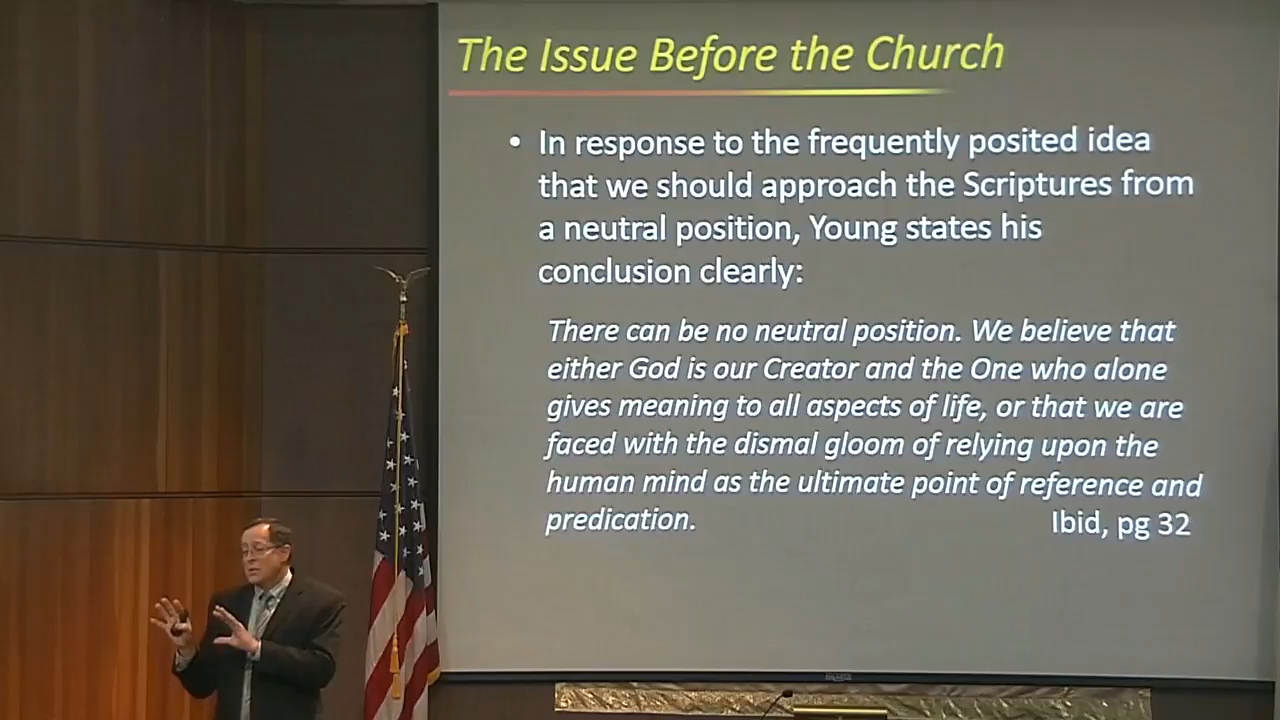 The Issue Before the Church
• In response to the frequently posited idea
that we should approach the Scriptures from
a neutral position, Young states his
conclusion clearly:
There can be no neutral position. We believe that
either God is our Creator and the One who alone
gives meaning to all aspects of life, or that we are
faced with the dismal gloom of relying upon the
human mind as the ultimate point of reference and
predication. Ibid, pg 32